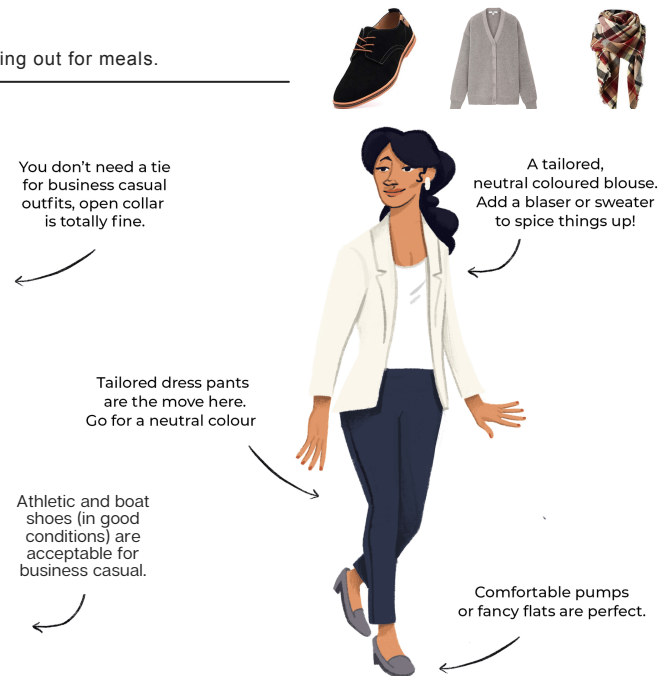 ing out for meals.
You don’t need a tie
for business casual
outfits, open collar
is totally fine.
A tailored,
neutral coloured blouse.
Add a blaser or sweater
to spice things up!
Tailored dress pants
are the move here.
Go for a neutral colour
Athletic and boat
shoes (in good
conditions) are
acceptable for
business casual.
Comfortable pumps
or fancy flats are perfect.